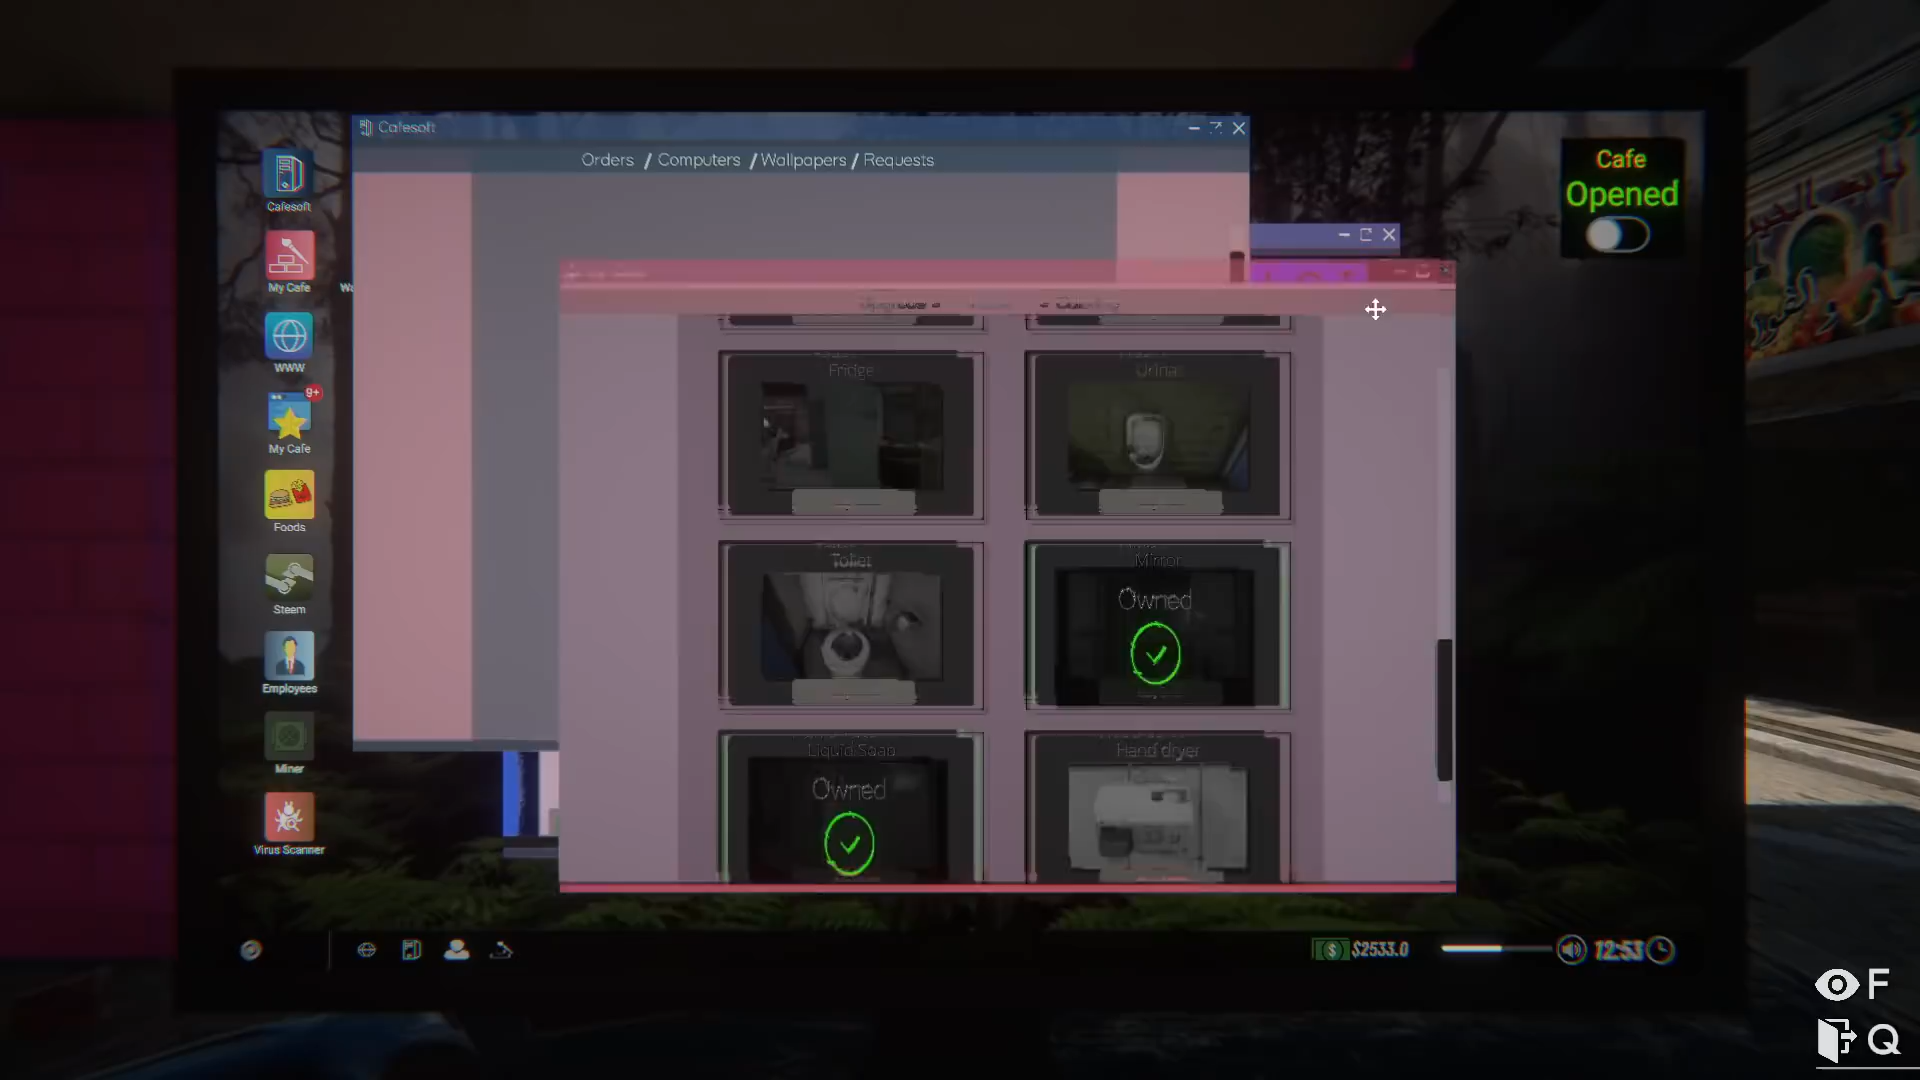 Cafesoft
Orders / Computers / Wallpapers / Requests
Cafe
Opened
Cafesoft
My Cafe
WWW
9+
My Cafe
Foods
Steem
Employees
Miner
Virus Scanner
Fridge
Urinal
Toilet
Mirror
Owned
Liquid Soap
Owned
Hand dryer
$2533.0
12:53
F
Q